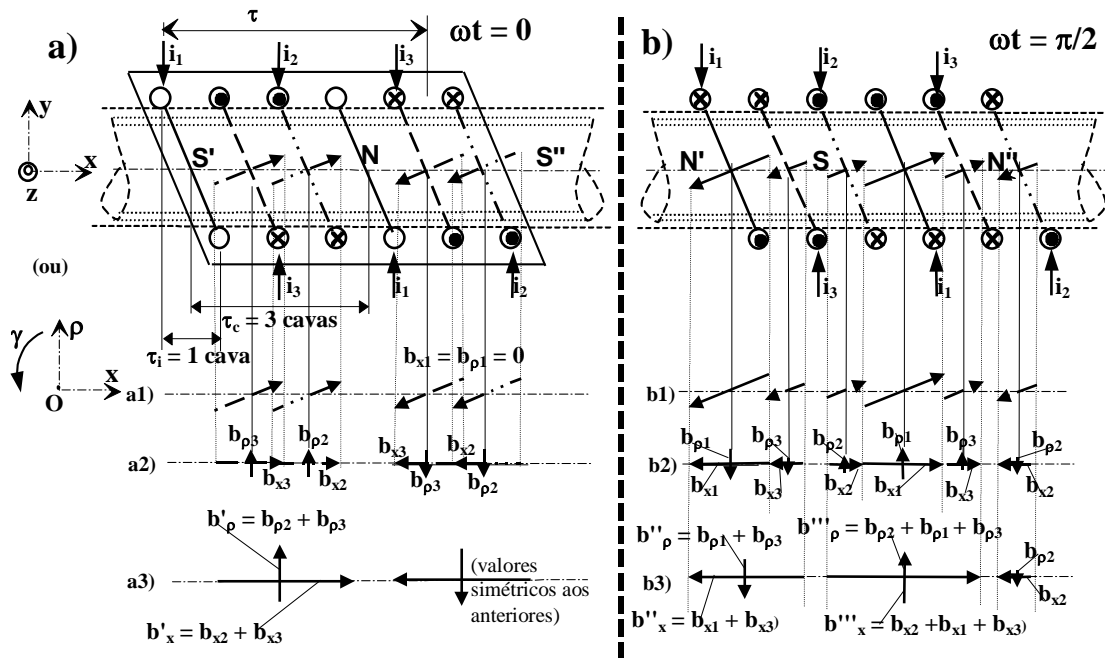 a)
τ
ωt = 0
i₁
i₂
i₃
y
x
z
S'
N
S''
(ou)
i₃
i₁
i₂
τc = 3 cavas
τi = 1 cava
γ
ρ
x
O
bx1 = bρ1 = 0
a1)
a2)
bρ3
bρ2
bx3
bx2
bx3
bx2
bρ3
bρ2
b'ρ = bρ2 + bρ3
a3)
(valores
simétricos aos
anteriores)
b'x = bx2 + bx3
b)
ωt = π/2
i₁
i₂
i₃
N'
S
N''
i₃
i₁
i₂
b1)
b2)
bρ1
bρ3
bρ2
bρ1
bρ3
bρ2
bx1
bx3
bx2
bx1
bx3
bx2
b''ρ = bρ1 + bρ3
b'''ρ = bρ2 + bρ1 + bρ3
b3)
bρ2
bx2
b''x = bx1 + bx3)
b'''x = bx2 +bx1 + bx3)